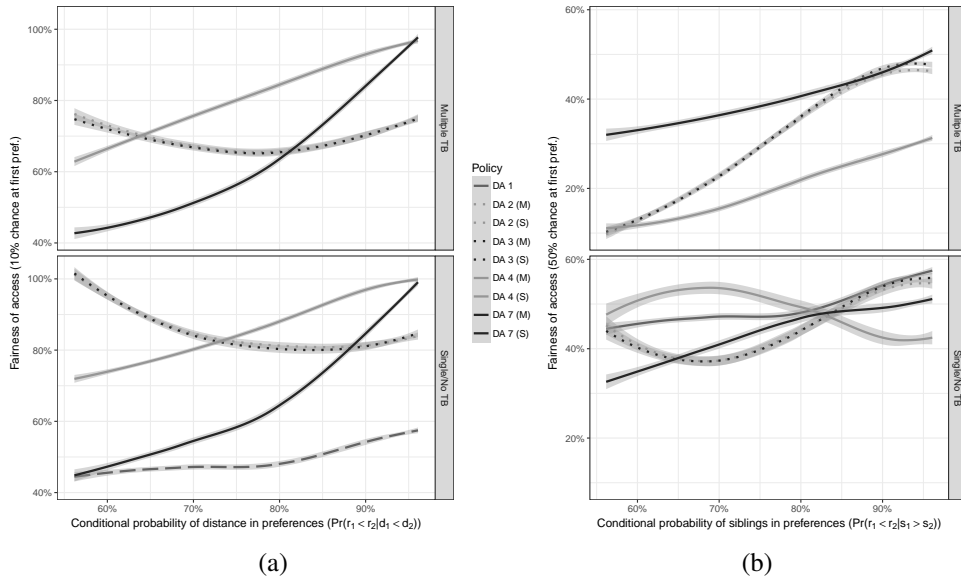 Fairness of access (10% chance at first pref.)
100%
80%
60%
40%
Multiple TB
100%
80%
60%
40%
Single/No TB
60%
70%
80%
90%
Conditional probability of distance in preferences (Pr(r1 < r2|d1 < d2))
(a)
Policy
DA 1
DA 2 (M)
DA 2 (S)
DA 3 (M)
DA 3 (S)
DA 4 (M)
DA 4 (S)
DA 7 (M)
DA 7 (S)
Fairness of access (50% chance at first pref.)
60%
40%
20%
Multiple TB
60%
40%
20%
Single/No TB
60%
70%
80%
90%
Conditional probability of siblings in preferences (Pr(r1 < r2|s1 > s2))
(b)